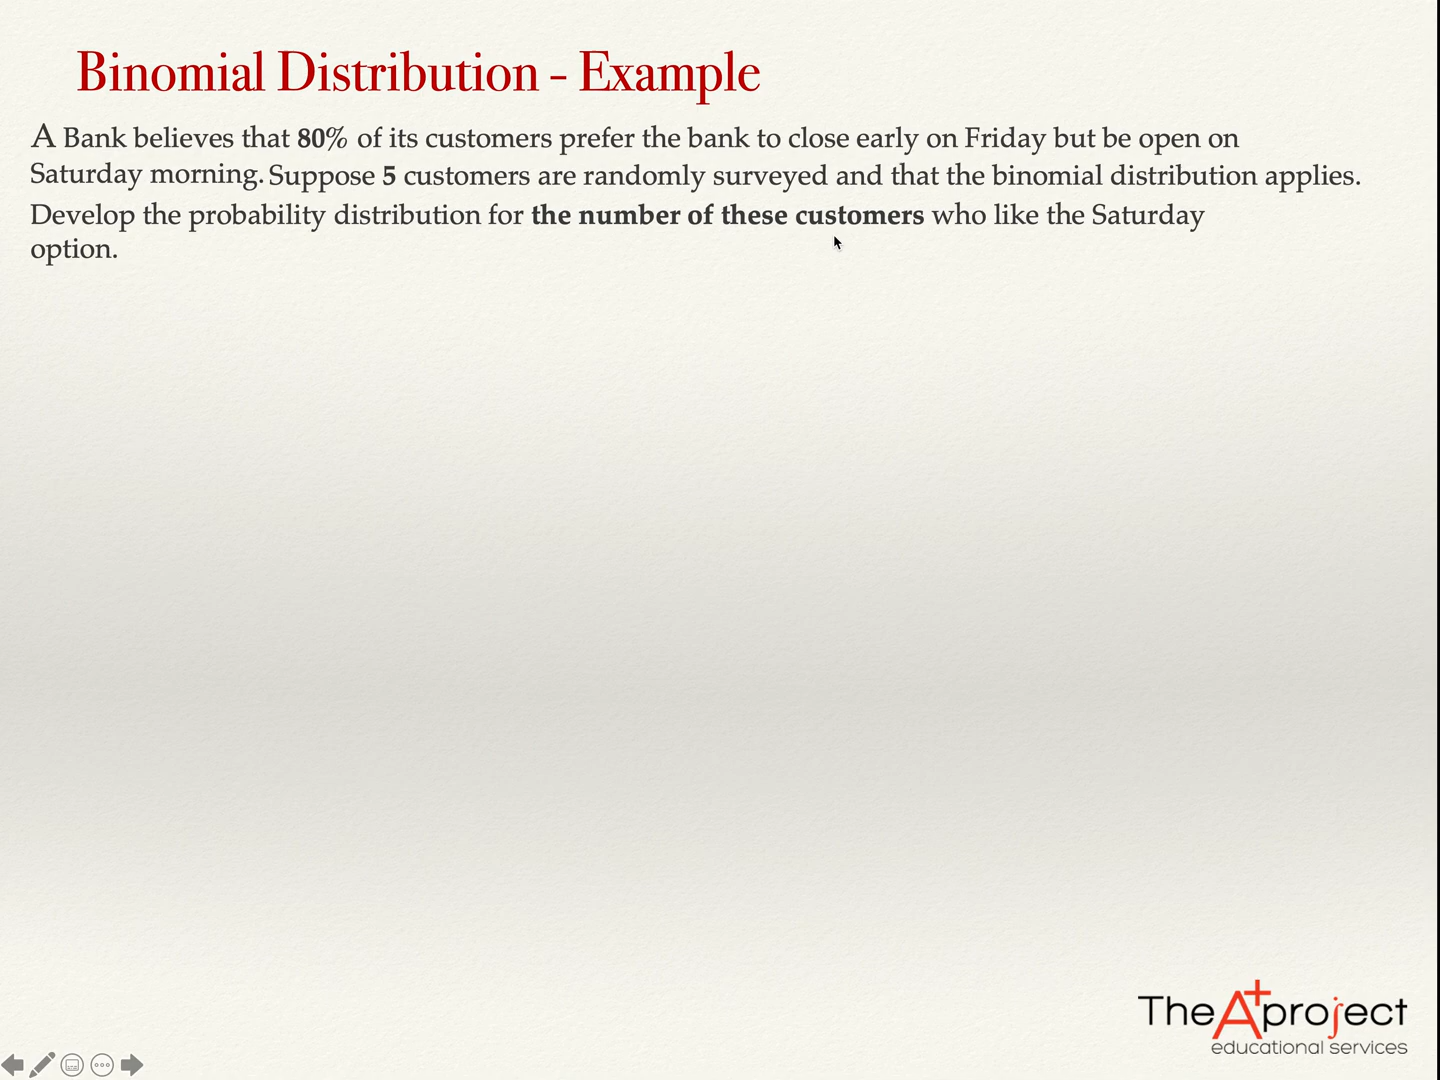 Binomial Distribution - Example
A Bank believes that 80% of its customers prefer the bank to close early on Friday but be open on
Saturday morning. Suppose 5 customers are randomly surveyed and that the binomial distribution applies.
Develop the probability distribution for the number of these customers who like the Saturday
option.
The A+ project
educational services